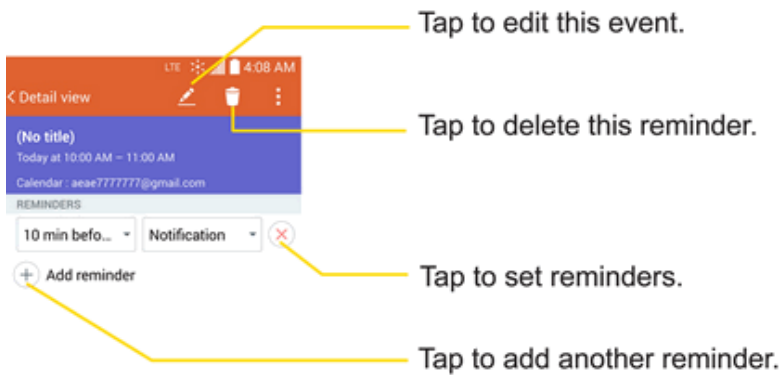 Tap to edit this event.
LTE 4:08 AM
< Detail view
Tap to delete this reminder.
(No title)
Today at 10:00 AM – 11:00 AM
Calendar : aeae7777777@gmail.com
REMINDERS
10 min befo...
Notification
Tap to set reminders.
Add reminder
Tap to add another reminder.